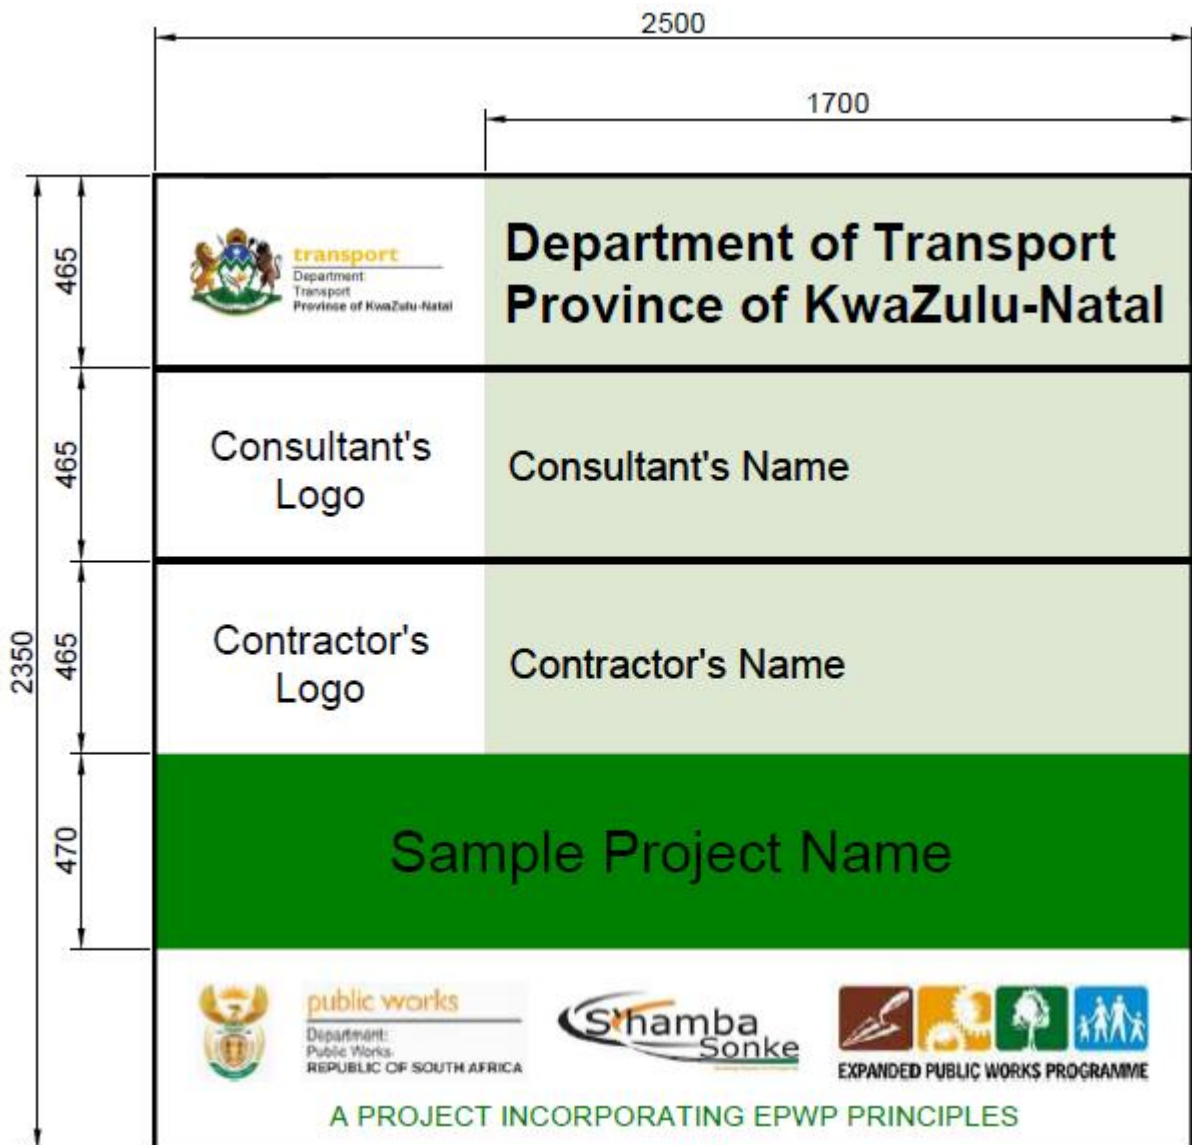 2500
1700
465
transport
Department
Transport
Province of KwaZulu-Natal
Department of Transport
Province of KwaZulu-Natal
465
Consultant's
Logo
Consultant's Name
2350
465
Contractor's
Logo
Contractor's Name
470
Sample Project Name
public works
Department:
Public Works
REPUBLIC OF SOUTH AFRICA
S'hamba
Sonke
EXPANDED PUBLIC WORKS PROGRAMME
A PROJECT INCORPORATING EPWP PRINCIPLES